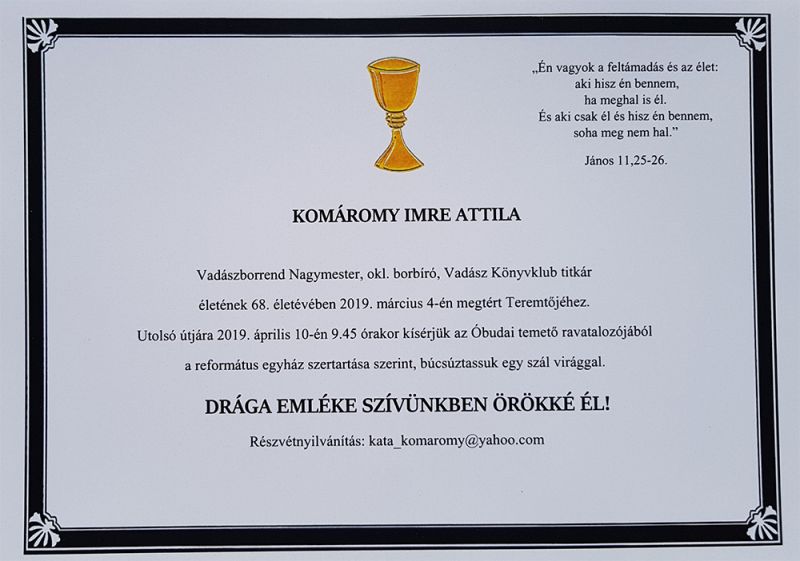 „Én vagyok a feltámadás és az élet:
aki hisz én bennem,
ha meghal is él.
És aki csak él és hisz én bennem,
soha meg nem hal.”
János 11,25-26.
KOMÁROMY IMRE ATTILA
Vadászborrend Nagymester, okl. borbíró, Vadász Könyvklub titkár
életének 68. életévében 2019. március 4-én megtért Teremtőjéhez.
Utolsó útjára 2019. április 10-én 9.45 órakor kísérjük az Óbudai temető ravatalozójából
a református egyház szertartása szerint, búcsúztassuk egy szál virággal.
DRÁGA EMLÉKE SZÍVÜNKBEN ÖRÖKKÉ ÉL!
Részvétnyilvánítás: kata_komaromy@yahoo.com